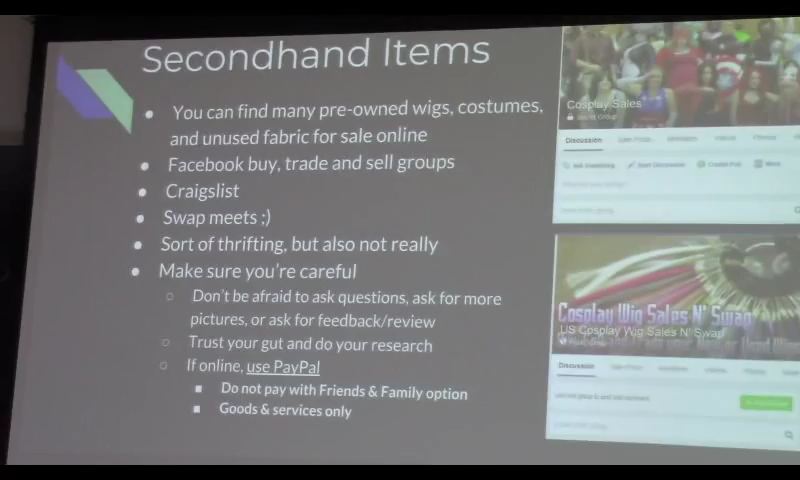 Secondhand Items
● You can find many pre-owned wigs, costumes,
and unused fabric for sale online
● Facebook buy, trade and sell groups
● Craigslist
● Swap meets ;)
● Sort of thrifting, but also not really
● Make sure you're careful
○ Don't be afraid to ask questions, ask for more
pictures, or ask for feedback/review
○ Trust your gut and do your research
○ If online, use PayPal
■ Do not pay with Friends & Family option
■ Goods & services only
Cosplay Sales
Secret Group
Discussion
Cosplay Wig Sales N' Swap
US Cosplay Wig Sales N' Swap
Discussion